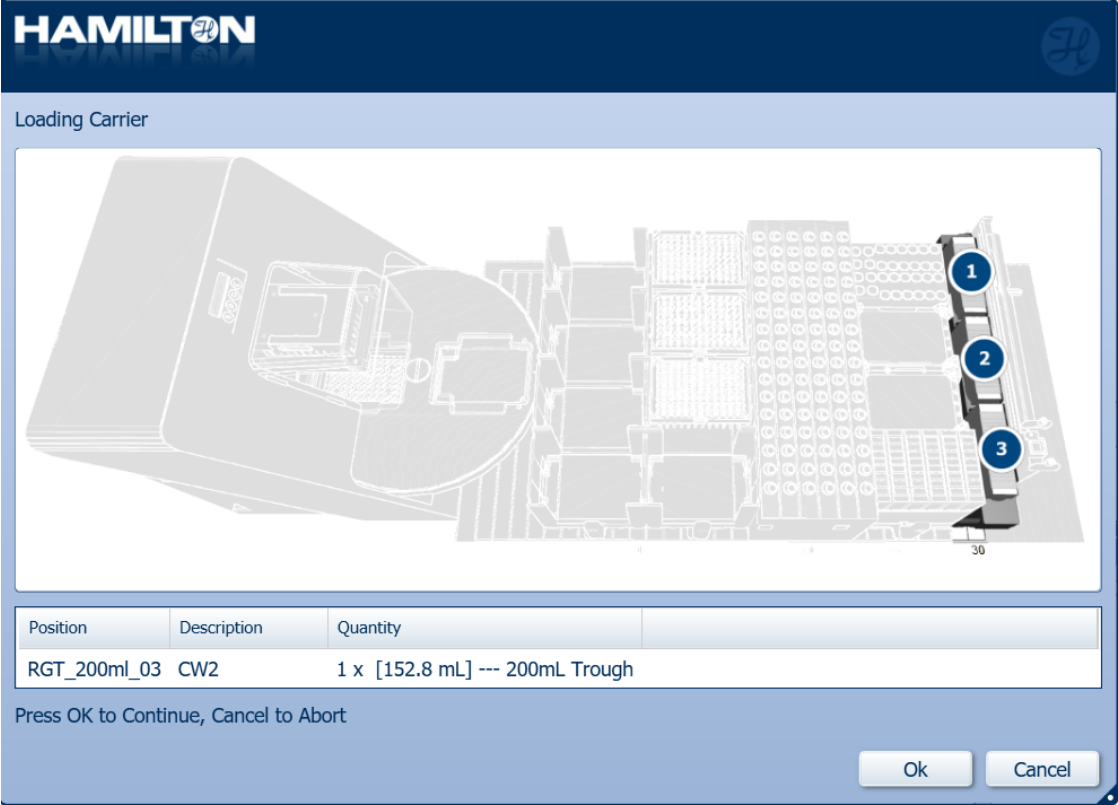 HAMILTON
Loading Carrier
1
2
3
30
Position Description Quantity
RGT_200ml_03 CW2 1 x [152.8 mL] --- 200mL Trough
Press OK to Continue, Cancel to Abort
Ok Cancel